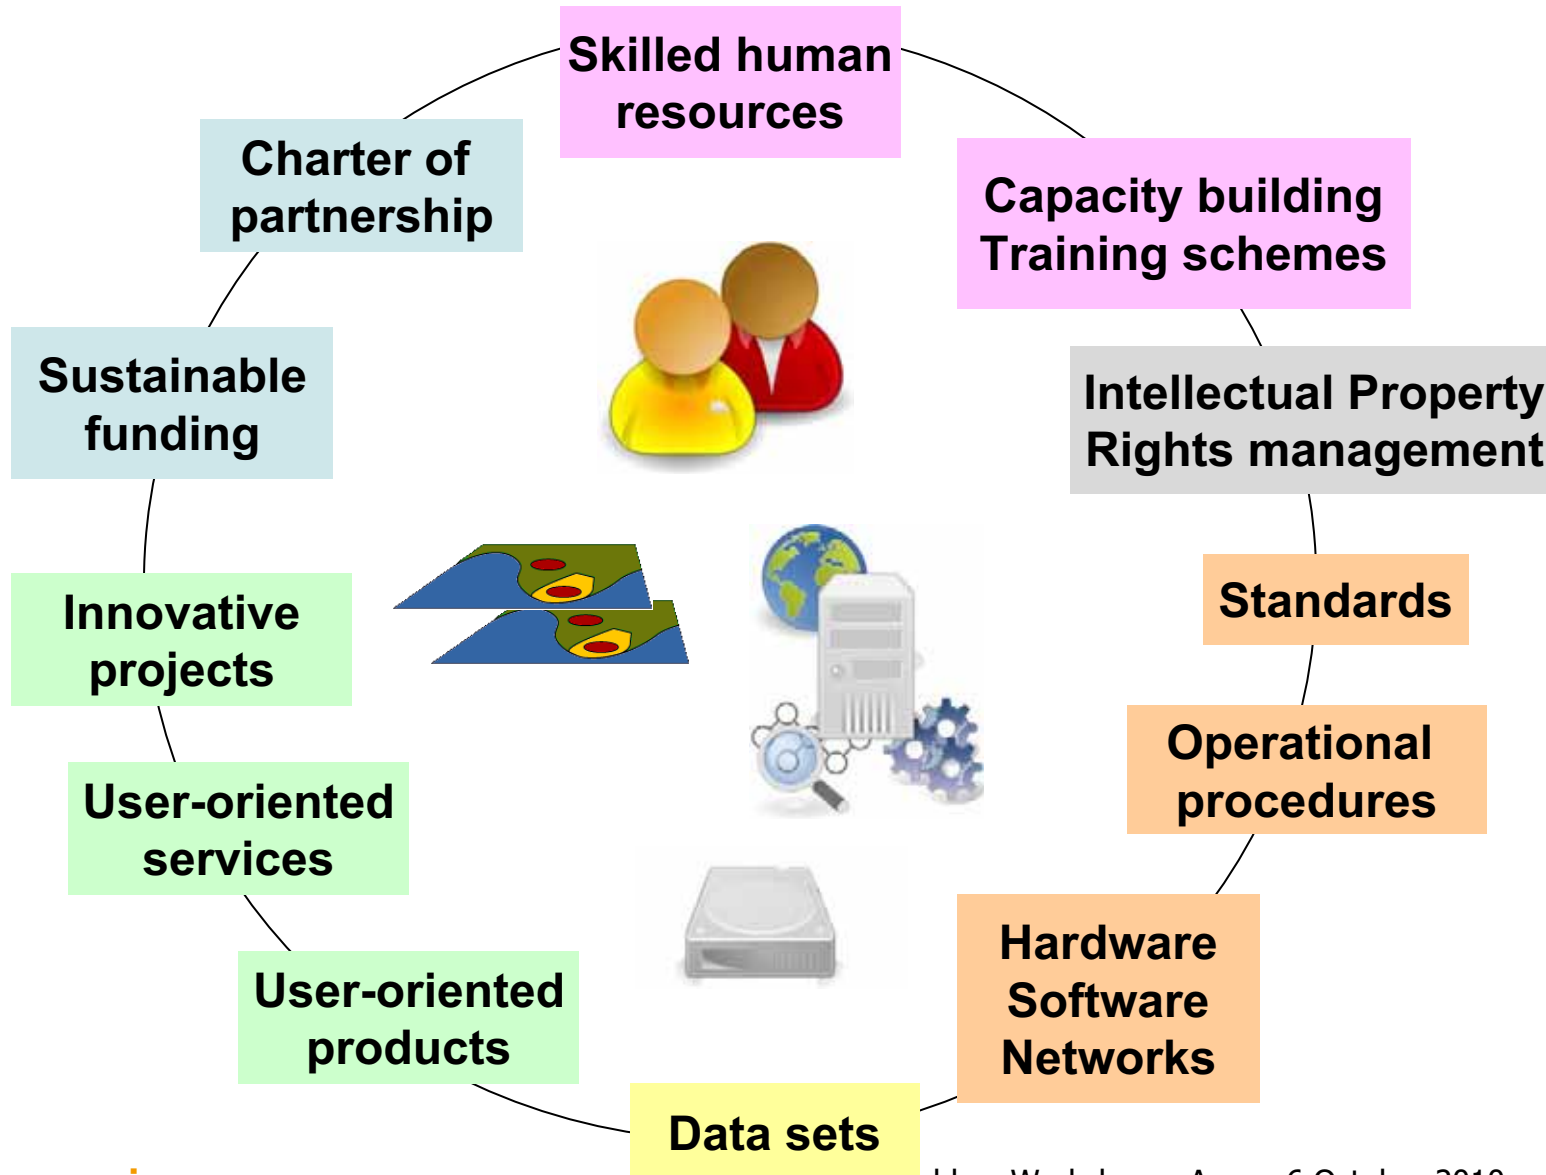 Skilled human
resources
Charter of
partnership
Capacity building
Training schemes
Sustainable
funding
Intellectual Property
Rights management
Innovative
projects
Standards
Operational
procedures
User-oriented
services
Hardware
Software
Networks
User-oriented
products
Data sets